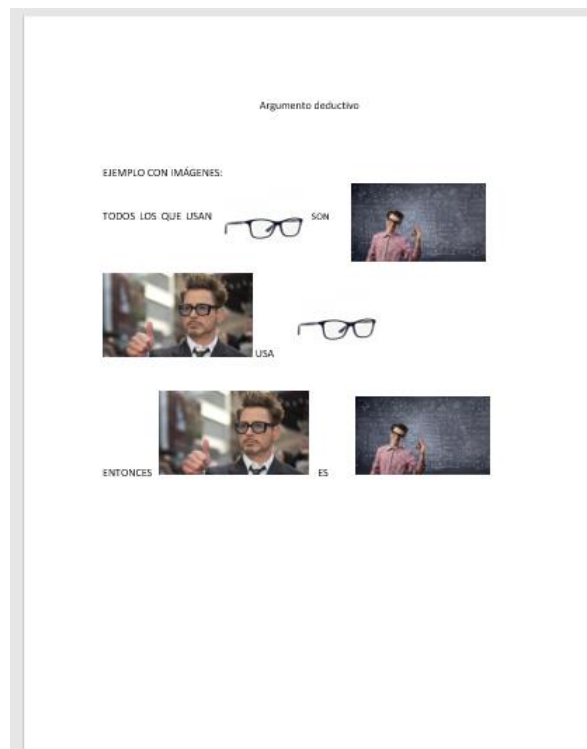 Argumento deductivo
EJEMPLO CON IMÁGENES:
TODOS LOS QUE USAN SON
USA
ENTONCES ES